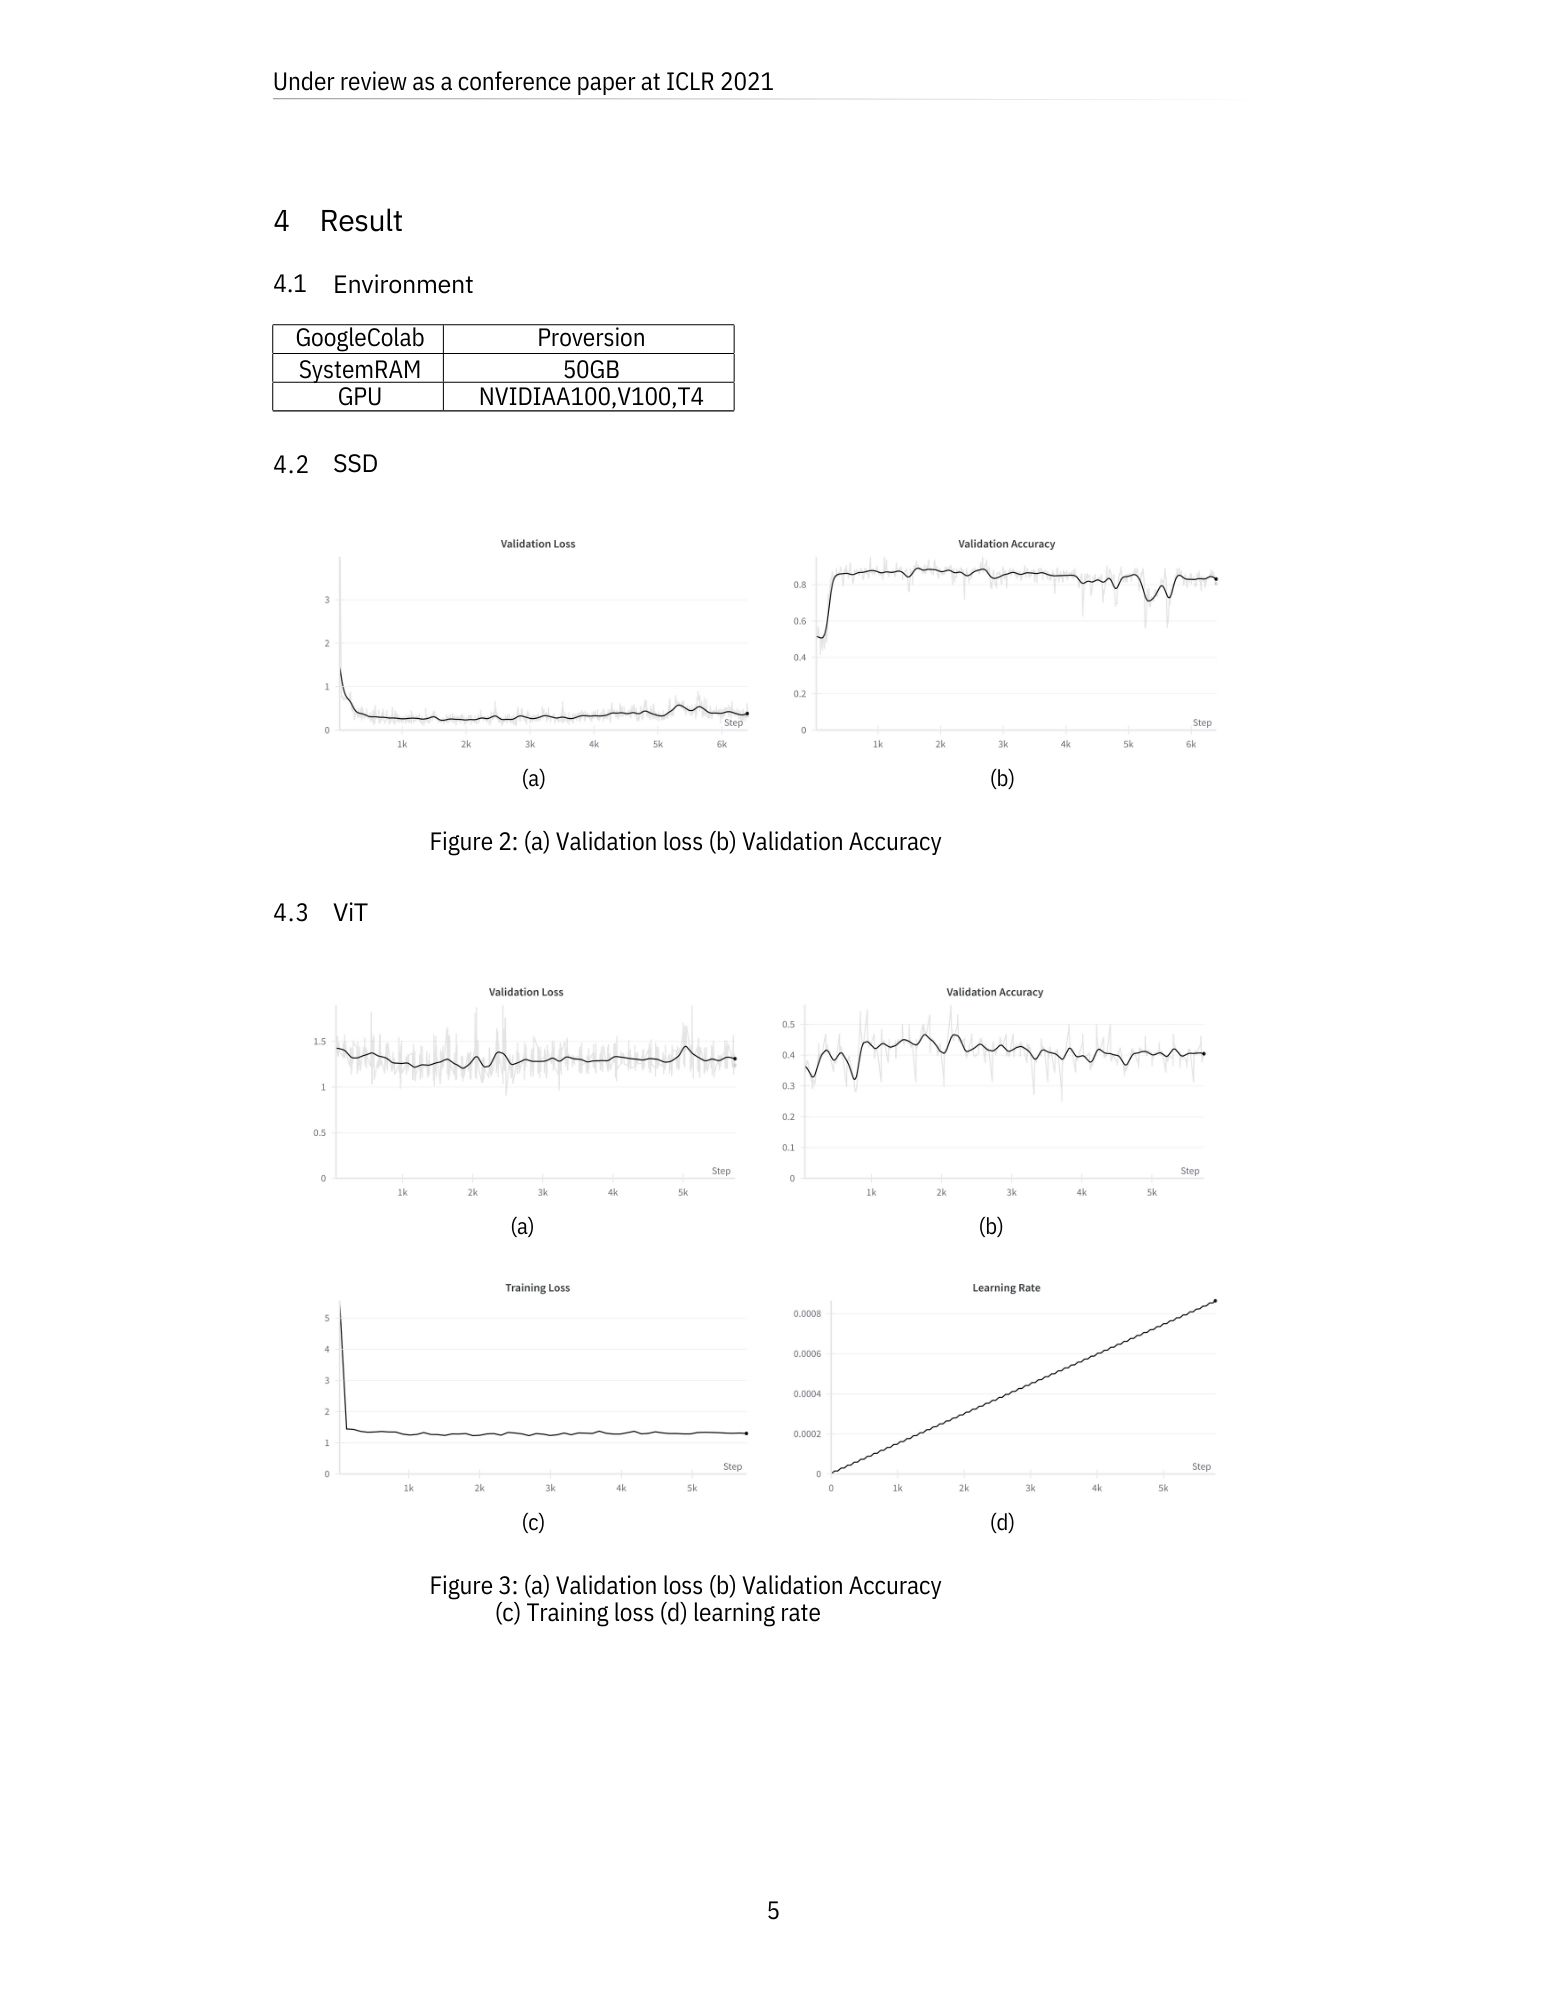 Under review as a conference paper at ICLR 2021
4 Result
4.1 Environment
GoogleColab Proversion
SystemRAM 50GB
GPU NVIDIAA100,V100,T4
4.2 SSD
Validation Loss
3
2
1
0
1k 2k 3k 4k 5k 6k
Step
(a)
Validation Accuracy
0.8
0.6
0.4
0.2
0
1k 2k 3k 4k 5k 6k
Step
(b)
Figure 2: (a) Validation loss (b) Validation Accuracy
4.3 ViT
Validation Loss
1.5
1
0.5
0
1k 2k 3k 4k 5k
Step
(a)
Validation Accuracy
0.5
0.4
0.3
0.2
0.1
0
1k 2k 3k 4k 5k
Step
(b)
Training Loss
5
4
3
2
1
0
1k 2k 3k 4k 5k
Step
(c)
Learning Rate
0.0008
0.0006
0.0004
0.0002
0
0 1k 2k 3k 4k 5k
Step
(d)
Figure 3: (a) Validation loss (b) Validation Accuracy
(c) Training loss (d) learning rate
5